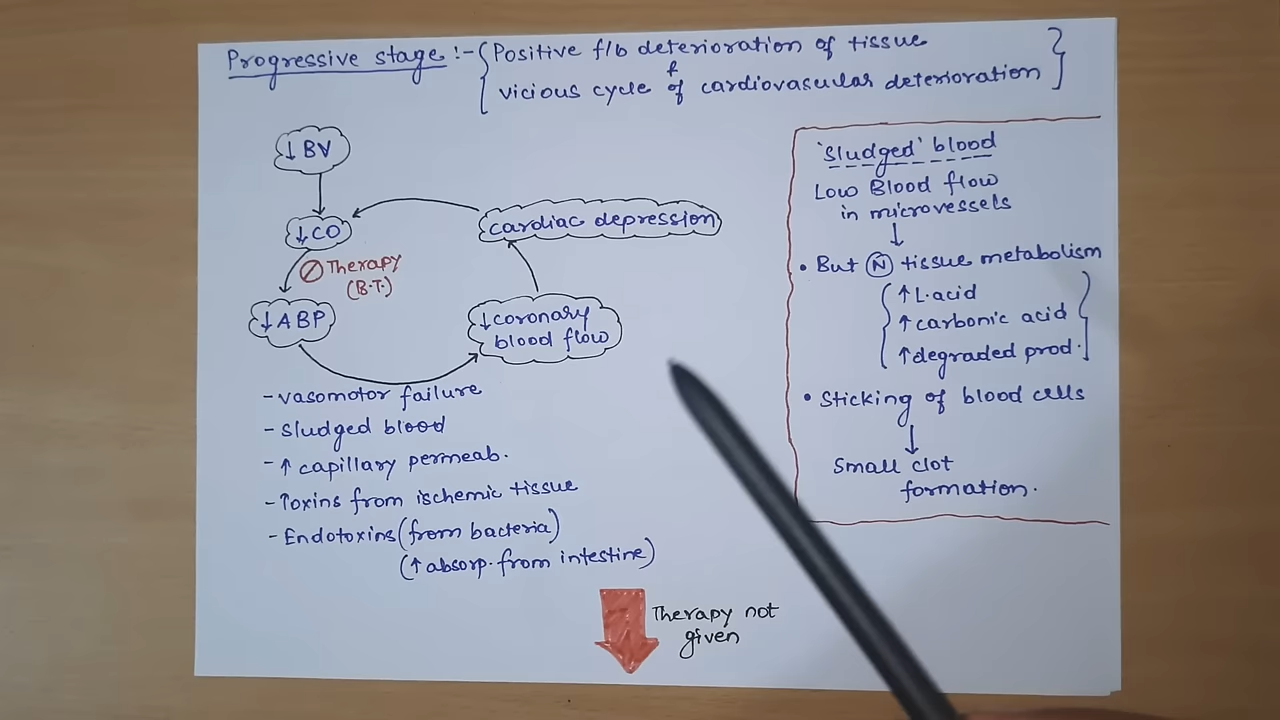 Progressive stage :- { Positive f/b deterioration of tissue
&
vicious cycle of cardiovascular deterioration }
↓ BV
↓ CO
Therapy
(B.T.)
↓ ABP
↓ coronary
blood flow
cardiac depression
- vasomotor failure
- sludged blood
- ↑ capillary permeab.
- Toxins from ischemic tissue
- Endotoxins (from bacteria)
(↑ absorp. from intestine)
Therapy not
given
'sludged' blood
Low Blood flow
in microvessels
↓
• But Ⓝ tissue metabolism
↑ L. acid
↑ carbonic acid
↑ degraded prod.
• Sticking of blood cells
↓
Small clot
formation.